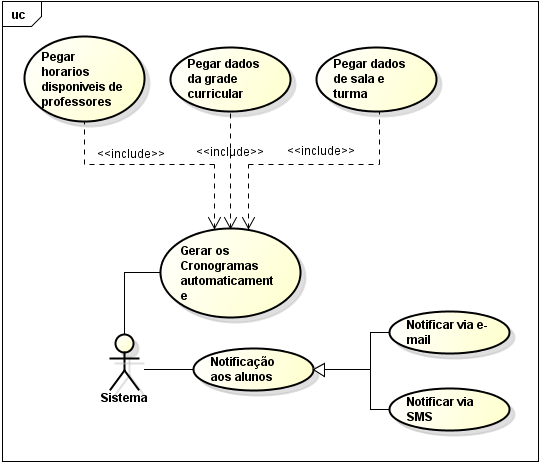 uc
Pegar
horarios
disponiveis de
professores
Pegar dados
da grade
curricular
Pegar dados
de sala e
turma
<<include>>
<<include>>
<<include>>
Gerar os
Cronogramas
automaticament
e
Notificar via e-
mail
Notificação
aos alunos
Sistema
Notificar via
SMS